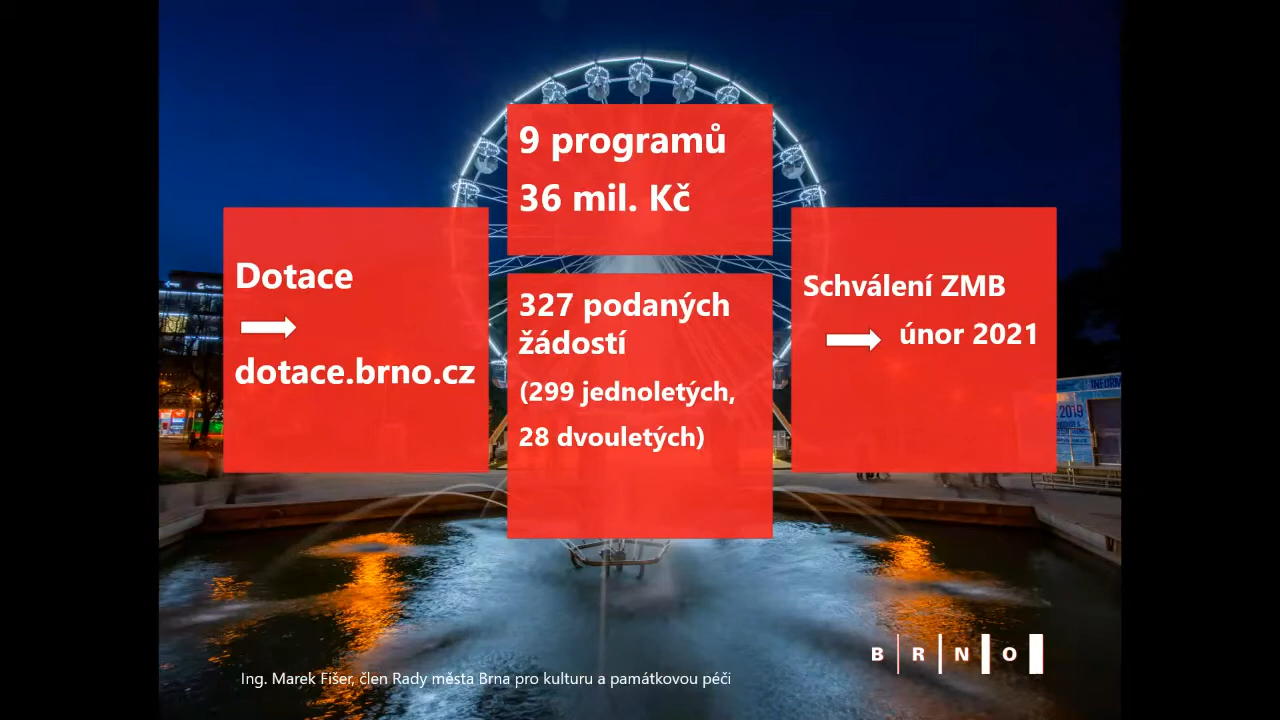 9 programů
36 mil. Kč
Dotace
dotace.brno.cz
327 podaných
žádostí
(299 jednoletých,
28 dvouletých)
Schválení ZMB
únor 2021
2019
Ing. Marek Fišer, člen Rady města Brna pro kulturu a památkovou péči
B R N O